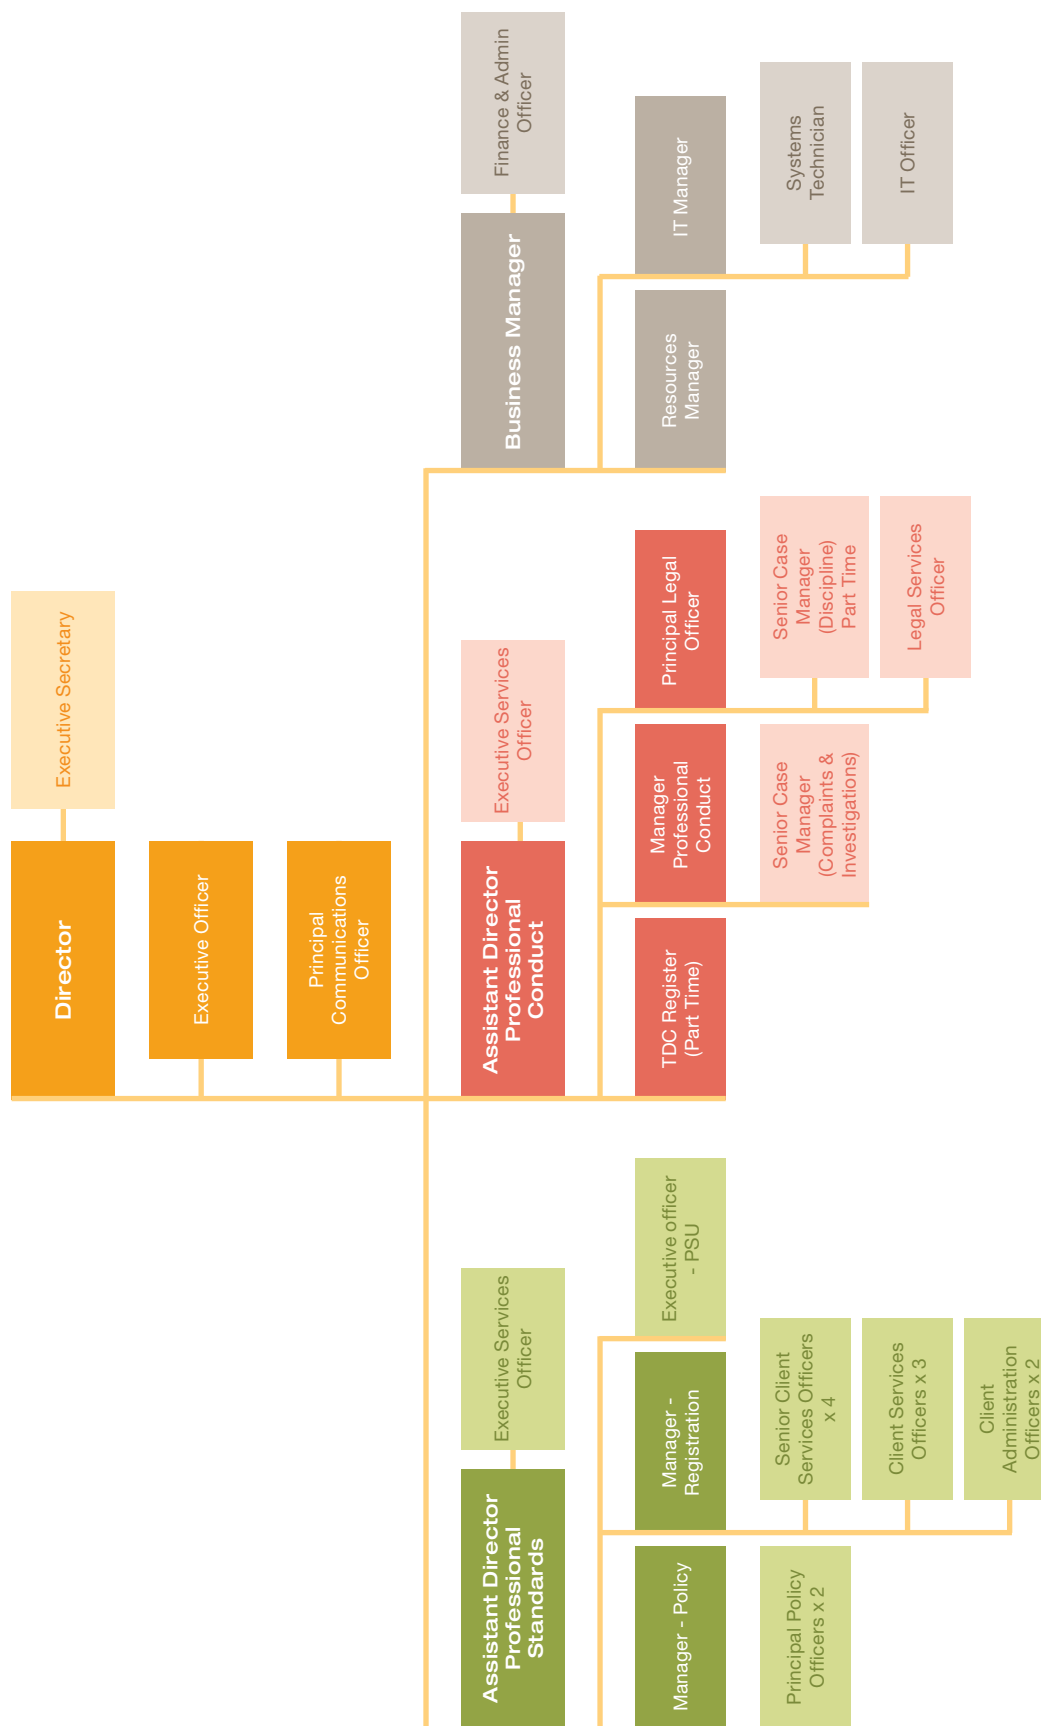 Director
Executive Secretary
Executive Officer
Principal
Communications
Officer
Assistant Director
Professional
Standards
Executive Services
Officer
Assistant Director
Professional
Conduct
Executive Services
Officer
Business Manager
Finance & Admin
Officer
Manager - Policy
Manager -
Registration
Executive officer
- PSU
TDC Register
(Part Time)
Manager
Professional
Conduct
Principal Legal
Officer
Resources
Manager
IT Manager
Principal Policy
Officers x 2
Senior Client
Services Officers
x 4
Client Services
Officers x 3
Client
Administration
Officers x 2
Senior Case
Manager
(Complaints &
Investigations)
Senior Case
Manager
(Discipline)
Part Time
Legal Services
Officer
Systems
Technician
IT Officer